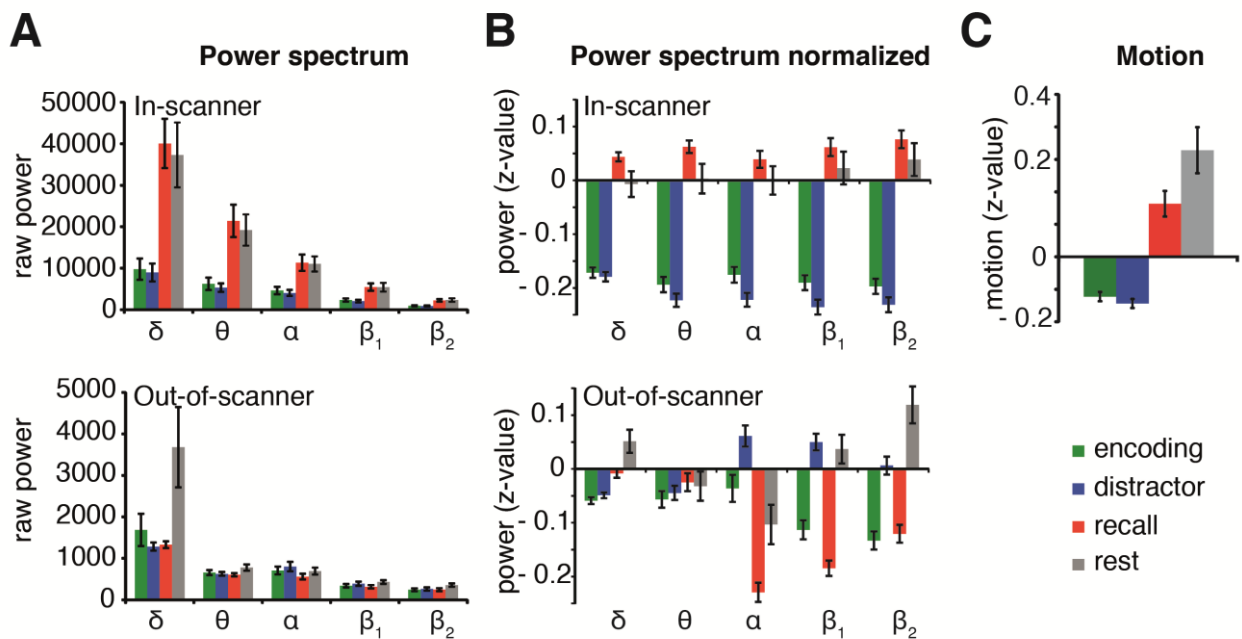 A
Power spectrum
In-scanner
raw power
50000
40000
30000
20000
10000
0
δ θ α β1 β2
Out-of-scanner
raw power
5000
4000
3000
2000
1000
0
δ θ α β1 β2
B
Power spectrum normalized
In-scanner
power (z-value)
0.1
0
- 0.1
- 0.2
δ θ α β1 β2
Out-of-scanner
power (z-value)
0.1
0
- 0.1
- 0.2
δ θ α β1 β2
C
Motion
motion (z-value)
0.4
0.2
0
- 0.2
encoding
distractor
recall
rest